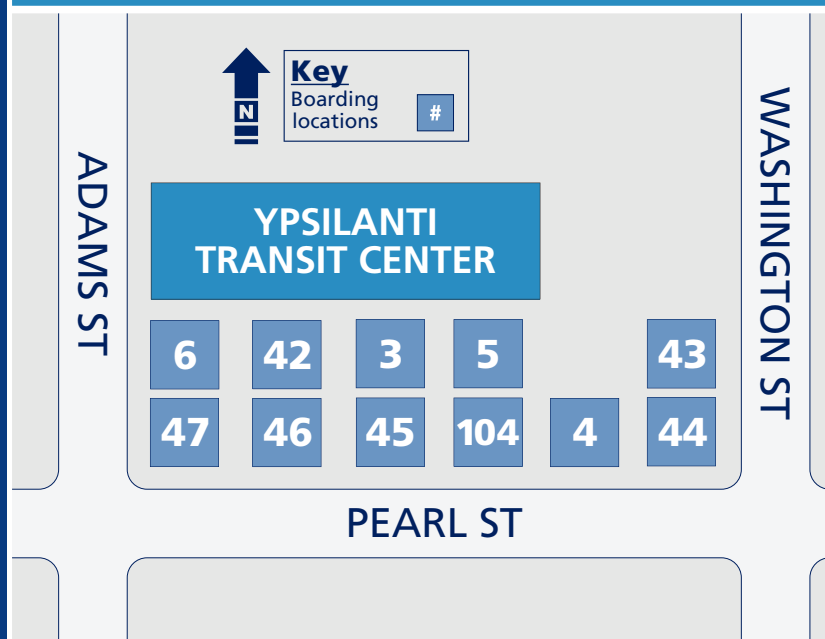 N
Key
Boarding
locations
#
ADAMS ST
WASHINGTON ST
YPSILANTI
TRANSIT CENTER
6 42 3 5 43
47 46 45 104 4 44
PEARL ST